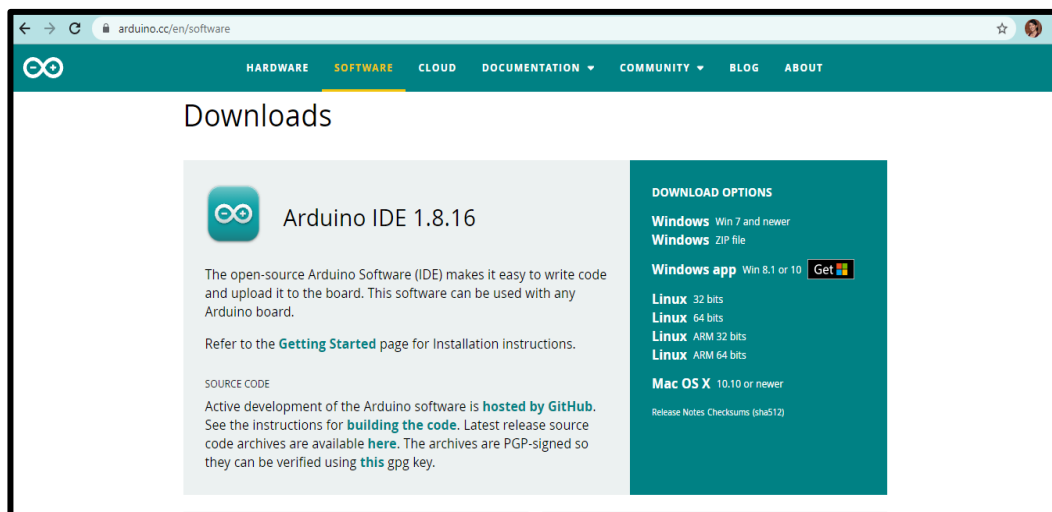 arduino.cc/en/software
HARDWARE SOFTWARE CLOUD DOCUMENTATION COMMUNITY BLOG ABOUT
Downloads
Arduino IDE 1.8.16
The open-source Arduino Software (IDE) makes it easy to write code
and upload it to the board. This software can be used with any
Arduino board.
Refer to the Getting Started page for Installation instructions.
SOURCE CODE
Active development of the Arduino software is hosted by GitHub.
See the instructions for building the code. Latest release source
code archives are available here. The archives are PGP-signed so
they can be verified using this gpg key.
DOWNLOAD OPTIONS
Windows Win 7 and newer
Windows ZIP file
Windows app Win 8.1 or 10 Get
Linux 32 bits
Linux 64 bits
Linux ARM 32 bits
Linux ARM 64 bits
Mac OS X 10.10 or newer
Release Notes Checksums (sha512)